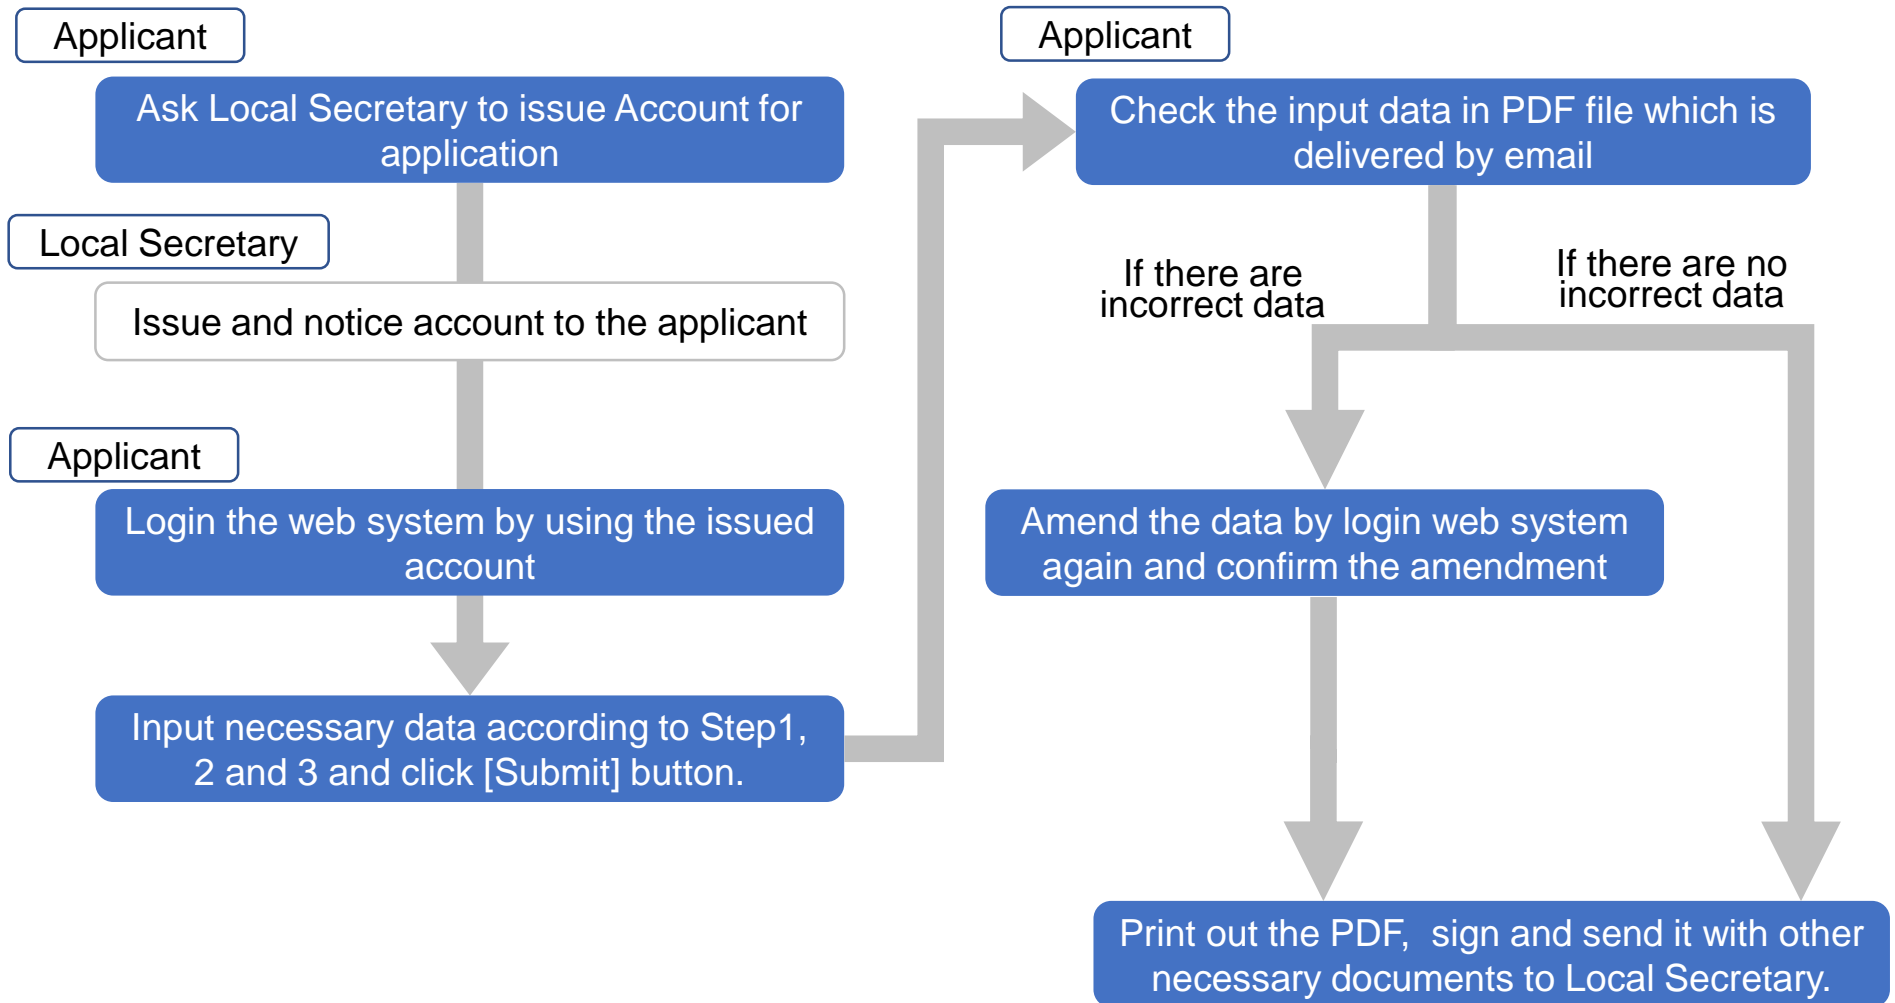 Applicant
Ask Local Secretary to issue Account for
application
Local Secretary
Issue and notice account to the applicant
Applicant
Login the web system by using the issued
account
Input necessary data according to Step1,
2 and 3 and click [Submit] button.
Applicant
Check the input data in PDF file which is
delivered by email
If there are
incorrect data
If there are no
incorrect data
Amend the data by login web system
again and confirm the amendment
Print out the PDF,  sign and send it with other
necessary documents to Local Secretary.